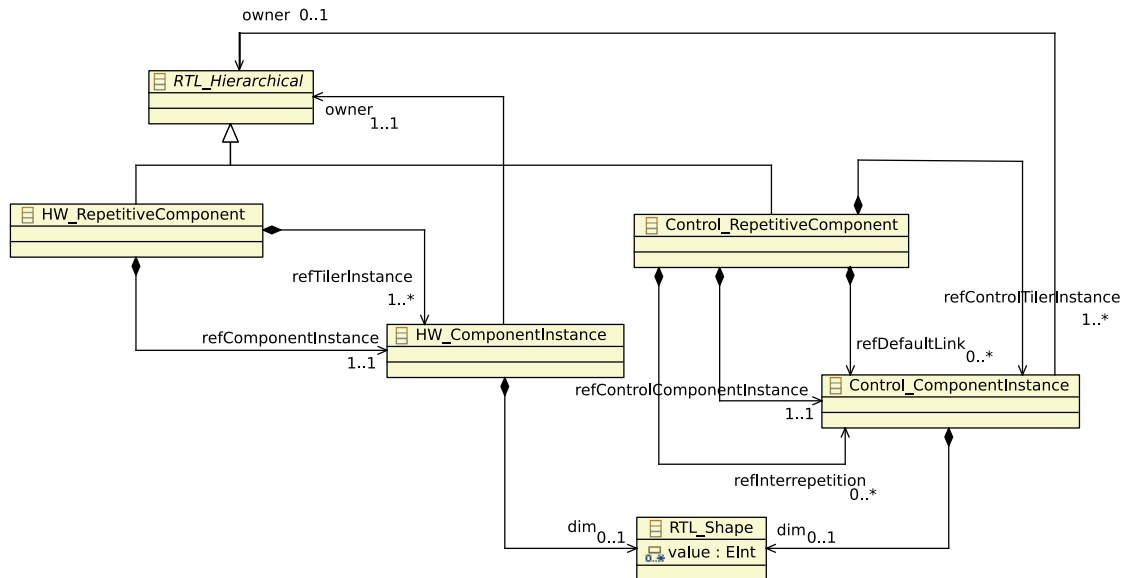 owner 0..1
RTL_Hierarchical
owner
1..1
HW_RepetitiveComponent
Control_RepetitiveComponent
refTilerInstance
1..*
refControlTilerInstance
1..*
refComponentInstance
1..1
HW_ComponentInstance
refDefaultLink
0..*
refControlComponentInstance
1..1
Control_ComponentInstance
refInterrepetition
0..*
dim
0..1
RTL_Shape
dim
0..1
0..*
value : EInt